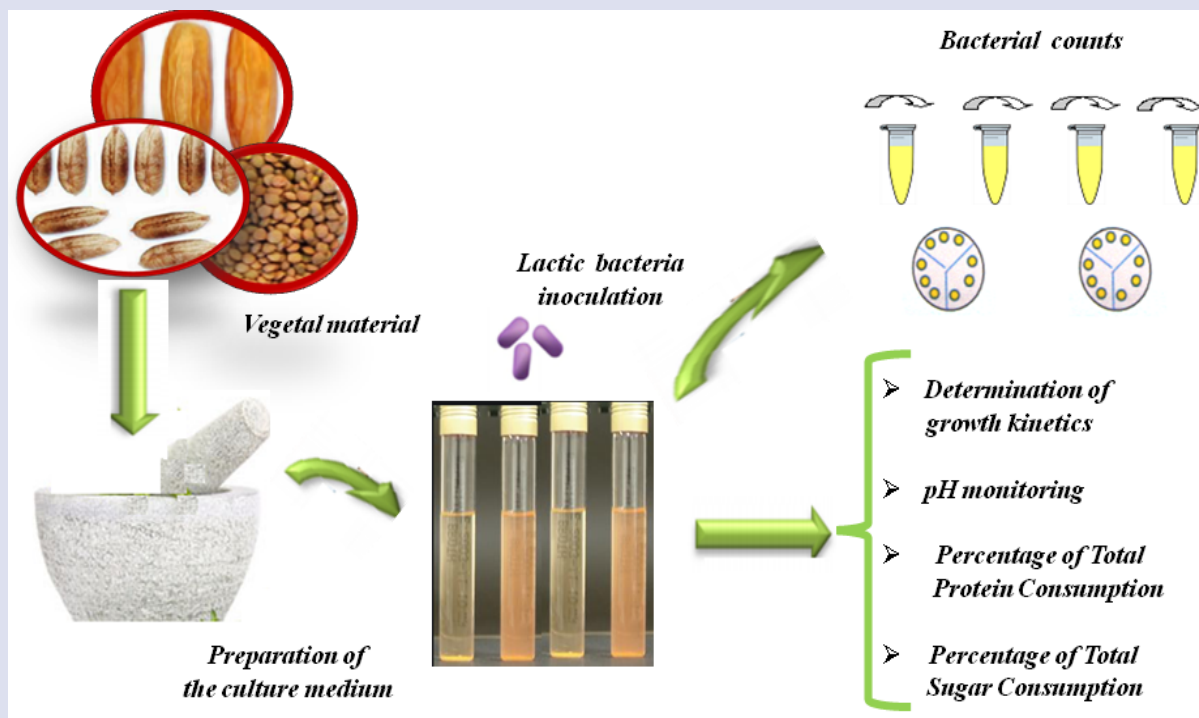 Bacterial counts
Lactic bacteria
inoculation
Vegetal material
Preparation of
the culture medium
➢ Determination of
growth kinetics
➢ pH monitoring
➢ Percentage of Total
Protein Consumption
➢ Percentage of Total
Sugar Consumption